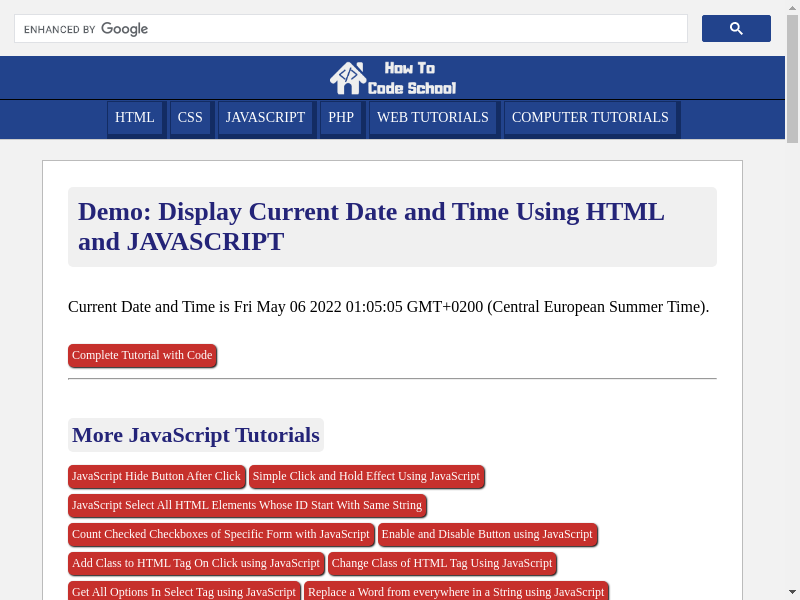 ENHANCED BY Google
How To
Code School
HTML CSS JAVASCRIPT PHP WEB TUTORIALS COMPUTER TUTORIALS
Demo: Display Current Date and Time Using HTML
and JAVASCRIPT
Current Date and Time is Fri May 06 2022 01:05:05 GMT+0200 (Central European Summer Time).
Complete Tutorial with Code
More JavaScript Tutorials
JavaScript Hide Button After Click Simple Click and Hold Effect Using JavaScript
JavaScript Select All HTML Elements Whose ID Start With Same String
Count Checked Checkboxes of Specific Form with JavaScript Enable and Disable Button using JavaScript
Add Class to HTML Tag On Click using JavaScript Change Class of HTML Tag Using JavaScript
Get All Options In Select Tag using JavaScript Replace a Word from everywhere in a String using JavaScript